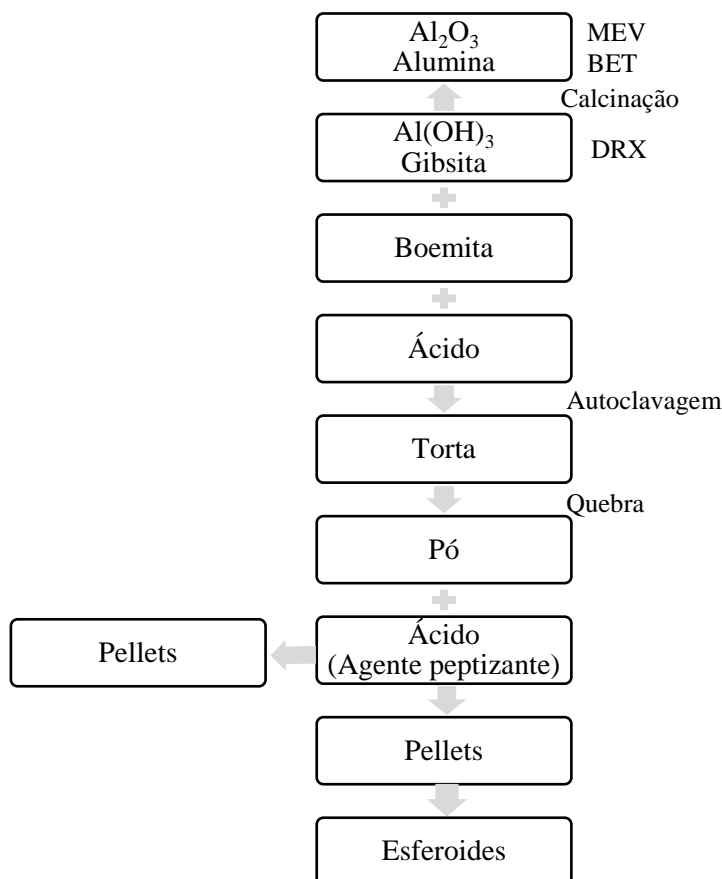 Al₂O₃
Alumina
MEV
BET
Calcinação
Al(OH)₃
Gibsita
DRX
Boemita
Ácido
Autoclavagem
Torta
Quebra
Pó
Pellets
Ácido
(Agente peptizante)
Pellets
Esferoides